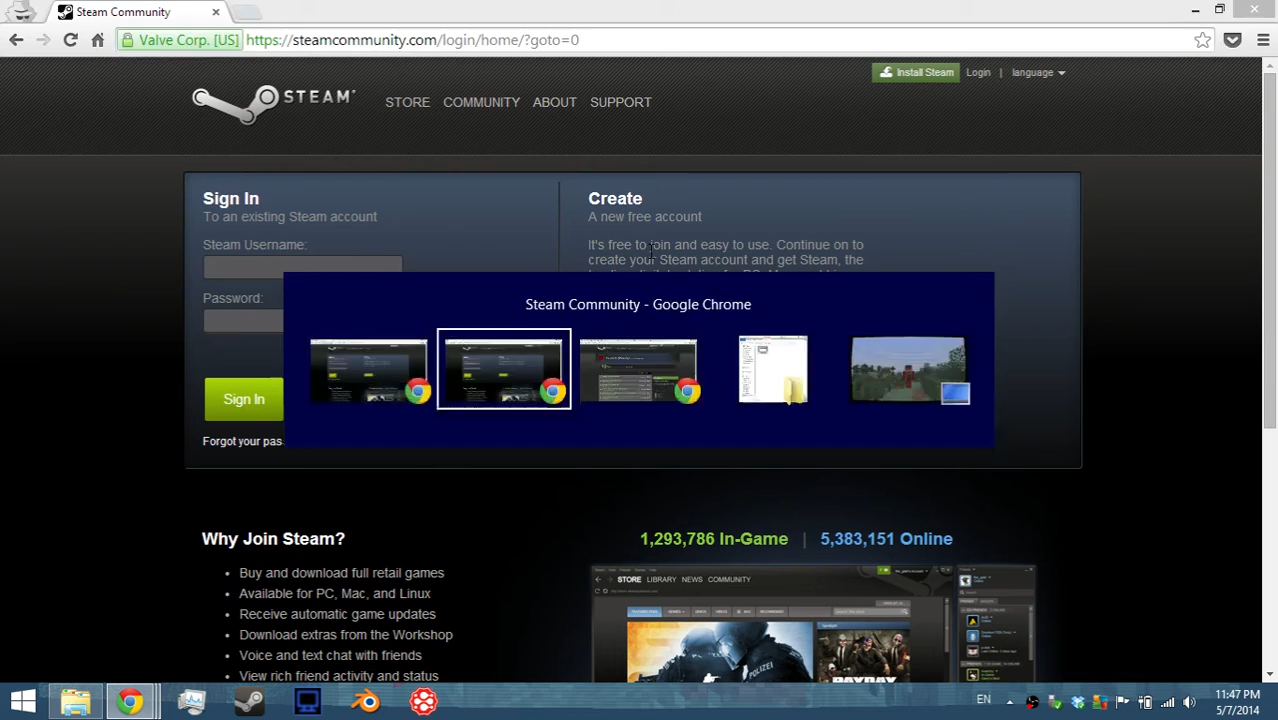 Steam Community
Valve Corp. [US] https://steamcommunity.com/login/home/?goto=0
Install Steam Login | language
STEAM STORE COMMUNITY ABOUT SUPPORT
Sign In
To an existing Steam account
Steam Username:
Password:
Sign In
Forgot your pas
Create
A new free account
It's free to join and easy to use. Continue on to
create your Steam account and get Steam, the
Steam Community - Google Chrome
Why Join Steam?
Buy and download full retail games
Available for PC, Mac, and Linux
Receive automatic game updates
Download extras from the Workshop
Voice and text chat with friends
View friend activity and status
1,293,786 In-Game | 5,383,151 Online
STORE LIBRARY NEWS COMMUNITY
POLIZEI
PAYDAY
EN
11:47 PM
5/7/2014